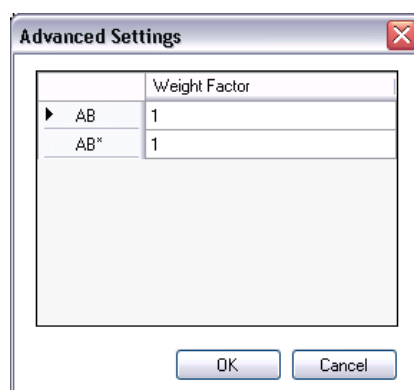 Advanced Settings
Weight Factor
AB 1
AB* 1
OK Cancel